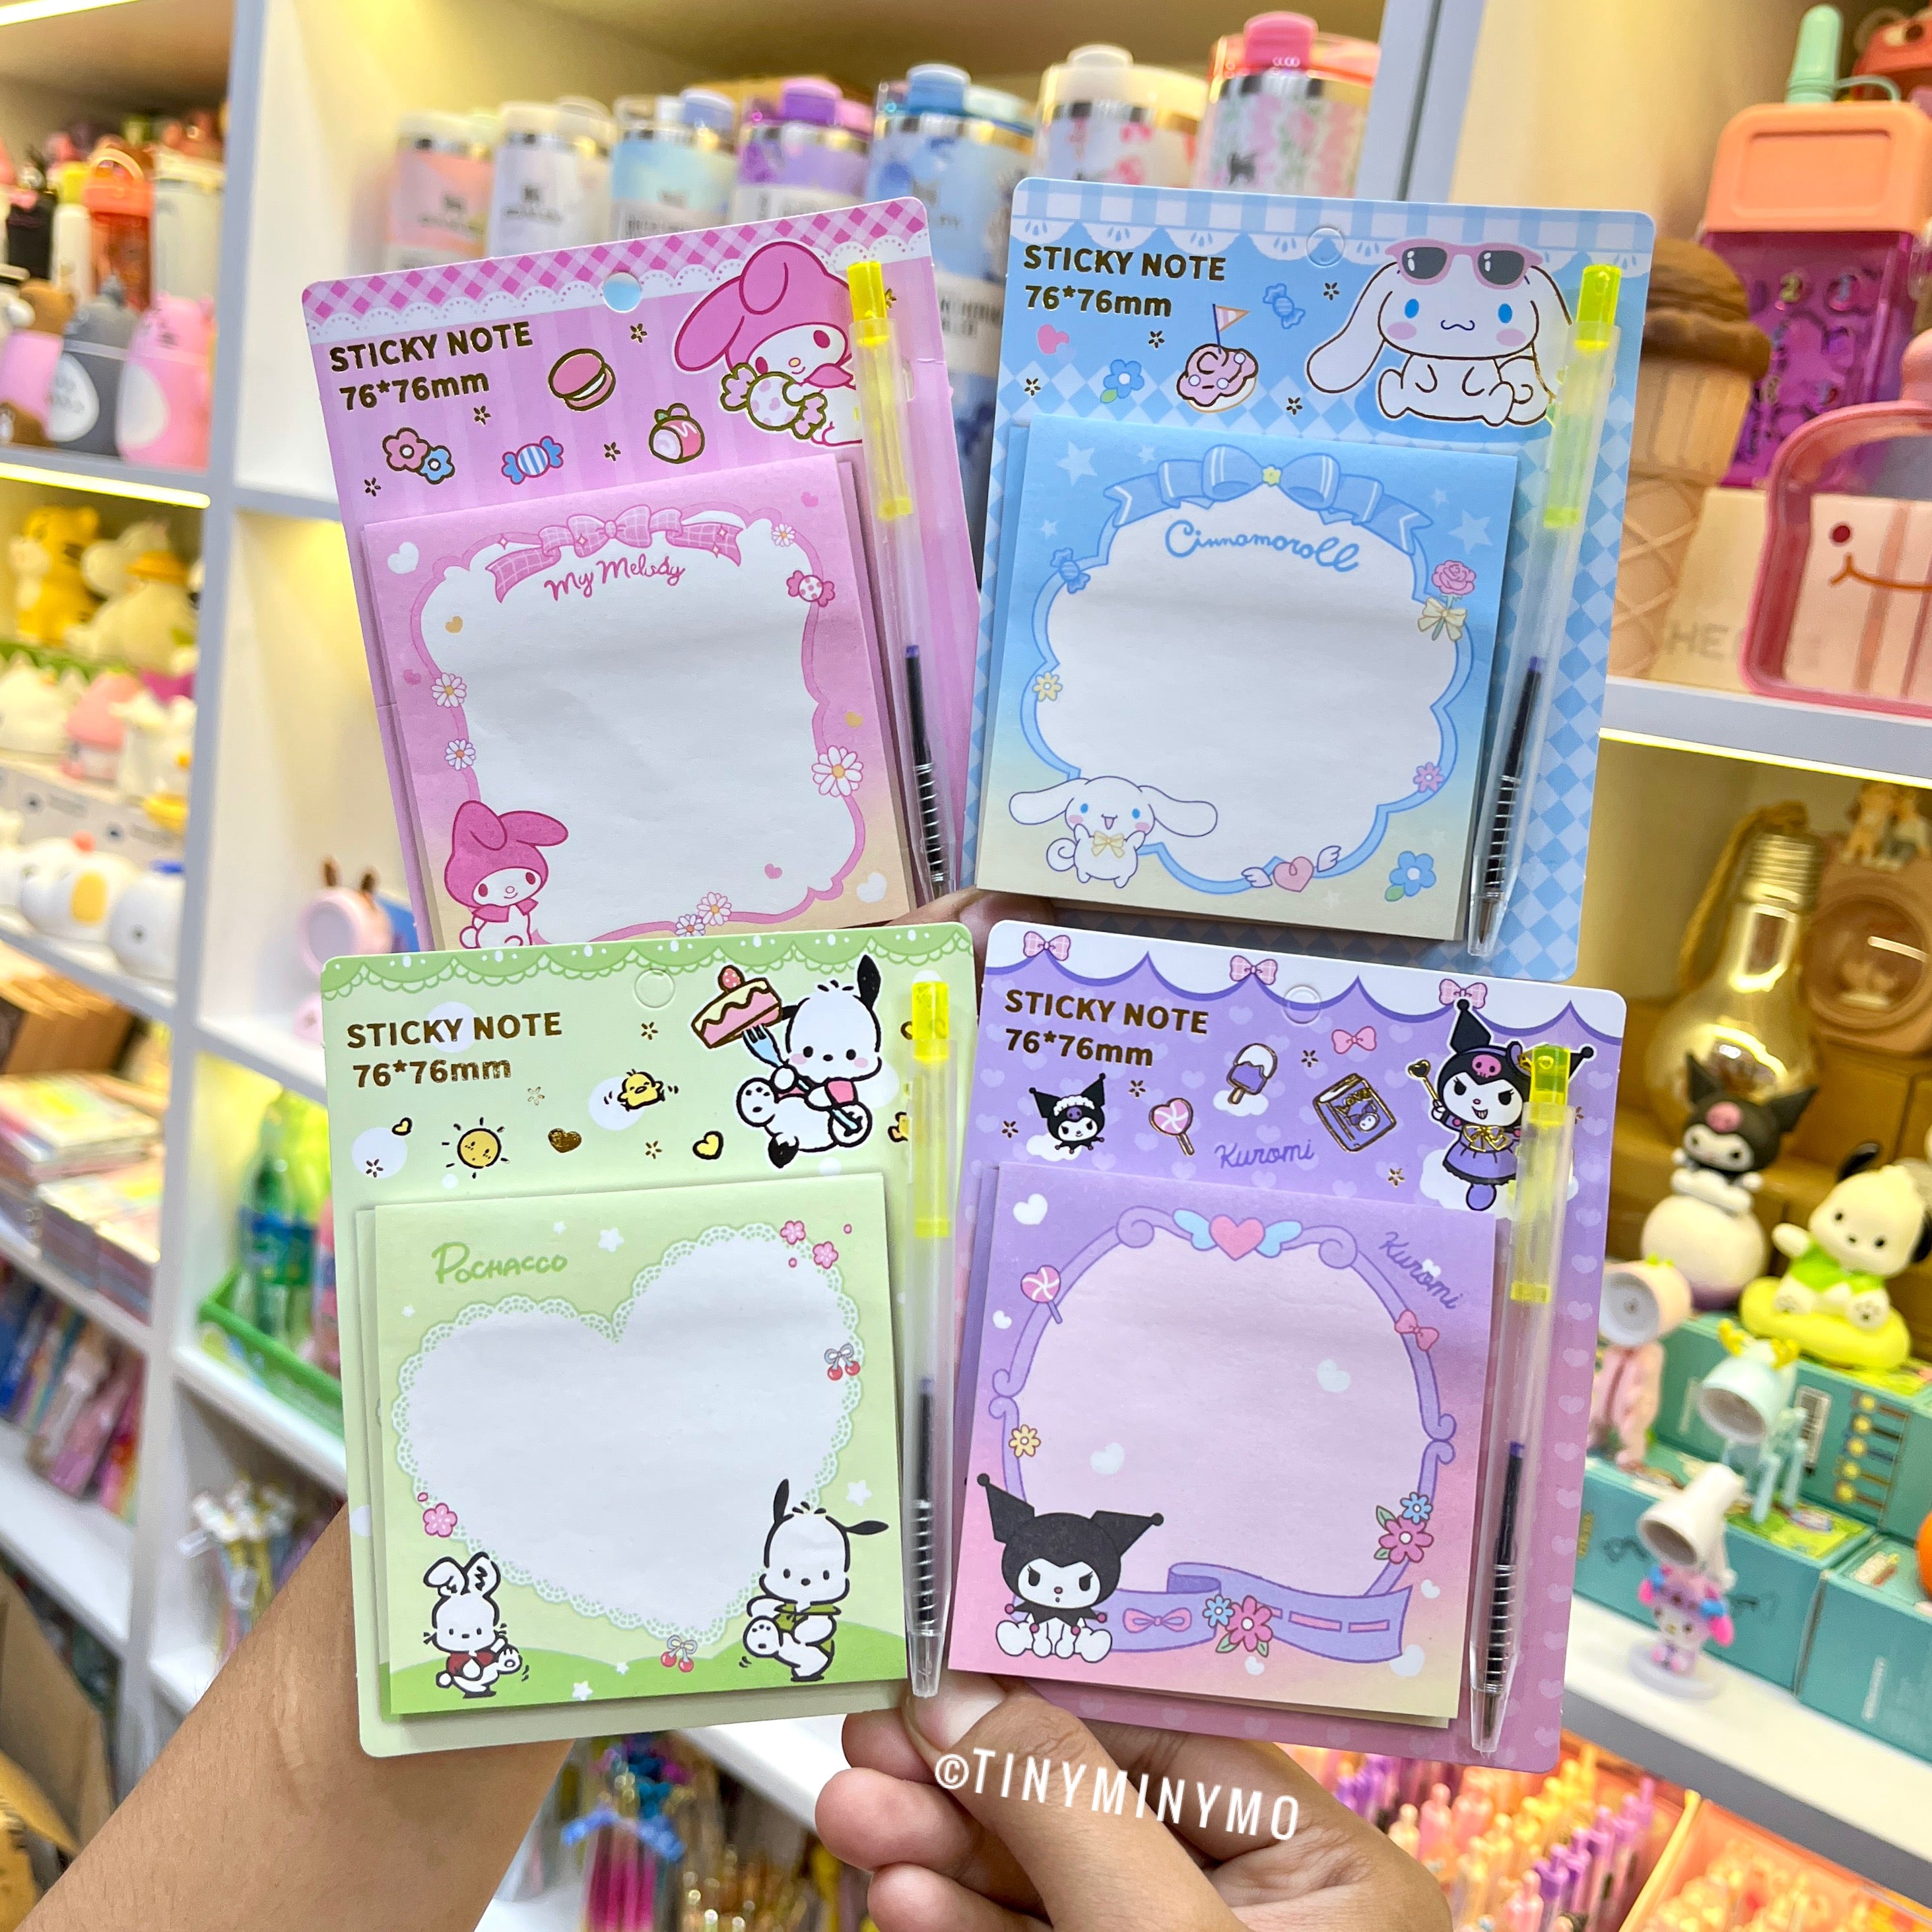 STICKY NOTE
76*76mm
My Melody
STICKY NOTE
76*76mm
Cinnamoroll
STICKY NOTE
76*76mm
POCHACCO
STICKY NOTE
76*76mm
Kuromi
Kuromi
©TINYMINYMO